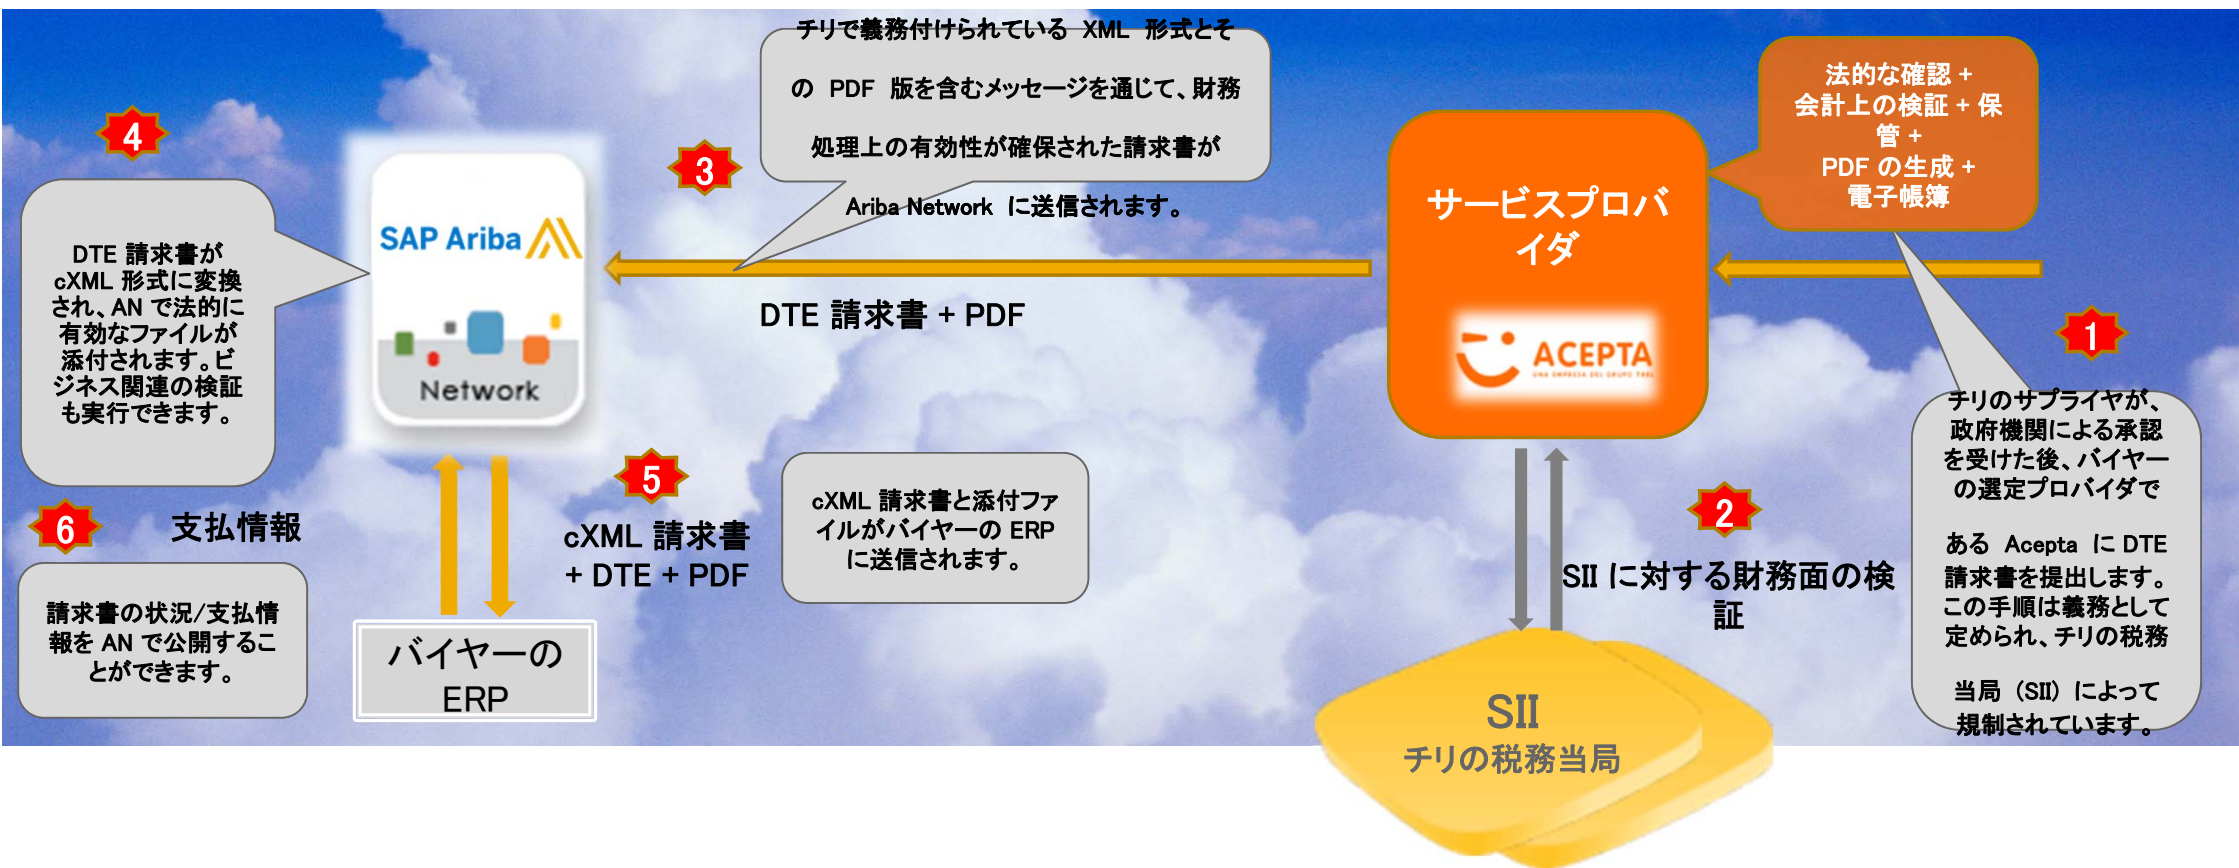 チリで義務付けられている XML 形式とそ
の PDF 版を含むメッセージを通じて、財務
処理上の有効性が確保された請求書が
Ariba Network に送信されます。
法的な確認 +
会計上の検証 + 保
管 +
PDF の生成 +
電子帳簿
4
3
サービスプロバ
イダ
ACEPTA
UNA EMPRESA DEL GRUPO
SAP Ariba
Network
DTE 請求書が
cXML 形式に変換
され、AN で法的に
有効なファイルが
添付されます。ビ
ジネス関連の検証
も実行できます。
DTE 請求書 + PDF
1
チリのサプライヤが、
政府機関による承認
を受けた後、バイヤー
の選定プロバイダで
ある Acepta に DTE
請求書を提出します。
この手順は義務として
定められ、チリの税務
当局 (SII) によって
規制されています。
5
cXML 請求書
+ DTE + PDF
cXML 請求書と添付ファ
イルがバイヤーの ERP
に送信されます。
2
SII に対する財務面の検
証
6
支払情報
請求書の状況/支払情
報を AN で公開するこ
とができます。
バイヤーの
ERP
SII
チリの税務当局